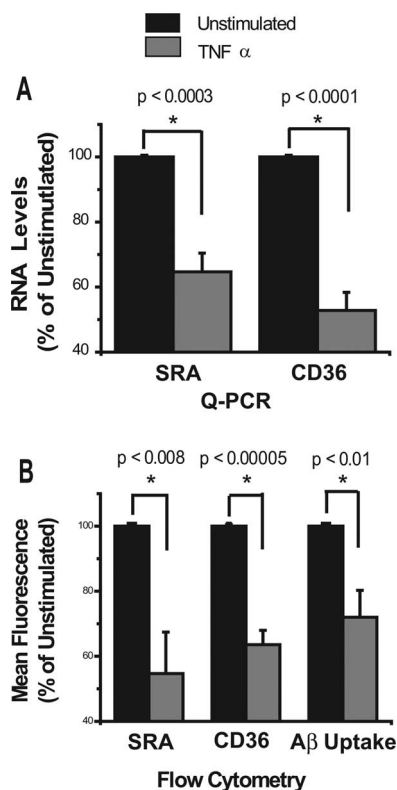 Unstimulated
TNF α
A
p < 0.0003
p < 0.0001
*
*
RNA Levels
(% of Unstimutlated)
100
80
60
40
SRA
CD36
Q-PCR
B
p < 0.008
p < 0.00005
p < 0.01
*
*
*
Mean Fluorescence
(% of Unstimulated)
100
80
60
40
SRA
CD36
Aβ Uptake
Flow Cytometry